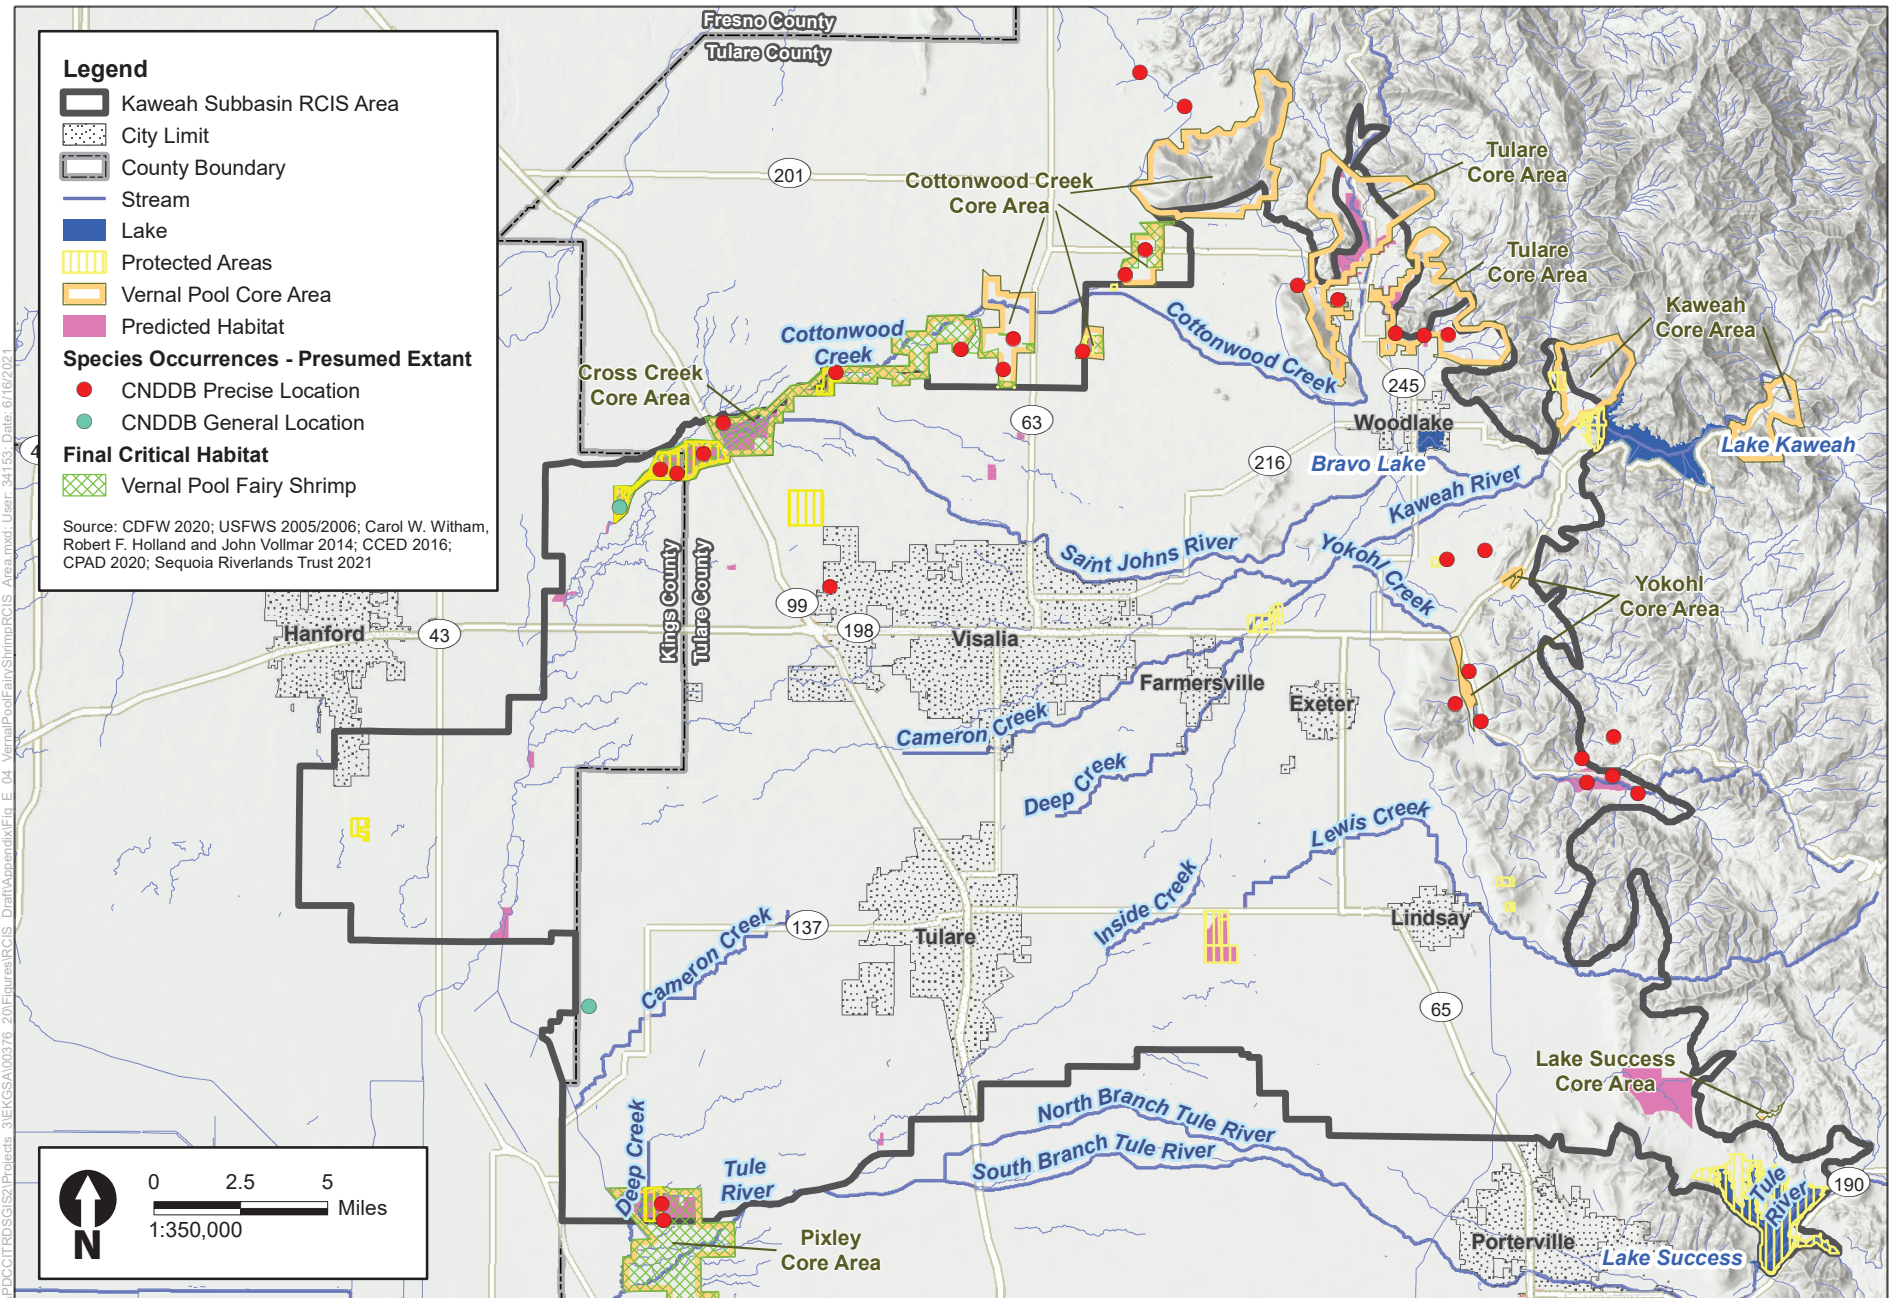 Fresno County
Tulare County
Legend
Kaweah Subbasin RCIS Area
City Limit
County Boundary
Stream
Lake
Protected Areas
Vernal Pool Core Area
Predicted Habitat
Species Occurrences - Presumed Extant
CNDDB Precise Location
CNDDB General Location
Final Critical Habitat
Vernal Pool Fairy Shrimp
Source: CDFW 2020; USFWS 2005/2006; Carol W. Witham,
Robert F. Holland and John Vollmar 2014; CCED 2016;
CPAD 2020; Sequoia Riverlands Trust 2021
201
Cottonwood Creek
Core Area
Tulare
Core Area
Tulare
Core Area
Kaweah
Core Area
Cottonwood
Creek
Cottonwood Creek
Cross Creek
Core Area
245
63
Woodlake
216
Bravo Lake
Lake Kaweah
Kaweah River
4
Saint Johns River
Yokohl Creek
Yokohl
Core Area
Kings County
Tulare County
99
198
Hanford
43
Visalia
Farmersville
Exeter
Cameron Creek
Deep Creek
Lewis Creek
Inside Creek
Lindsay
Cameron Creek
137
Tulare
65
Lake Success
Core Area
North Branch Tule River
South Branch Tule River
Deep Creek
Tule
River
Tule
River
190
Pixley
Core Area
Porterville
Lake Success
0 2.5 5
Miles
1:350,000
N